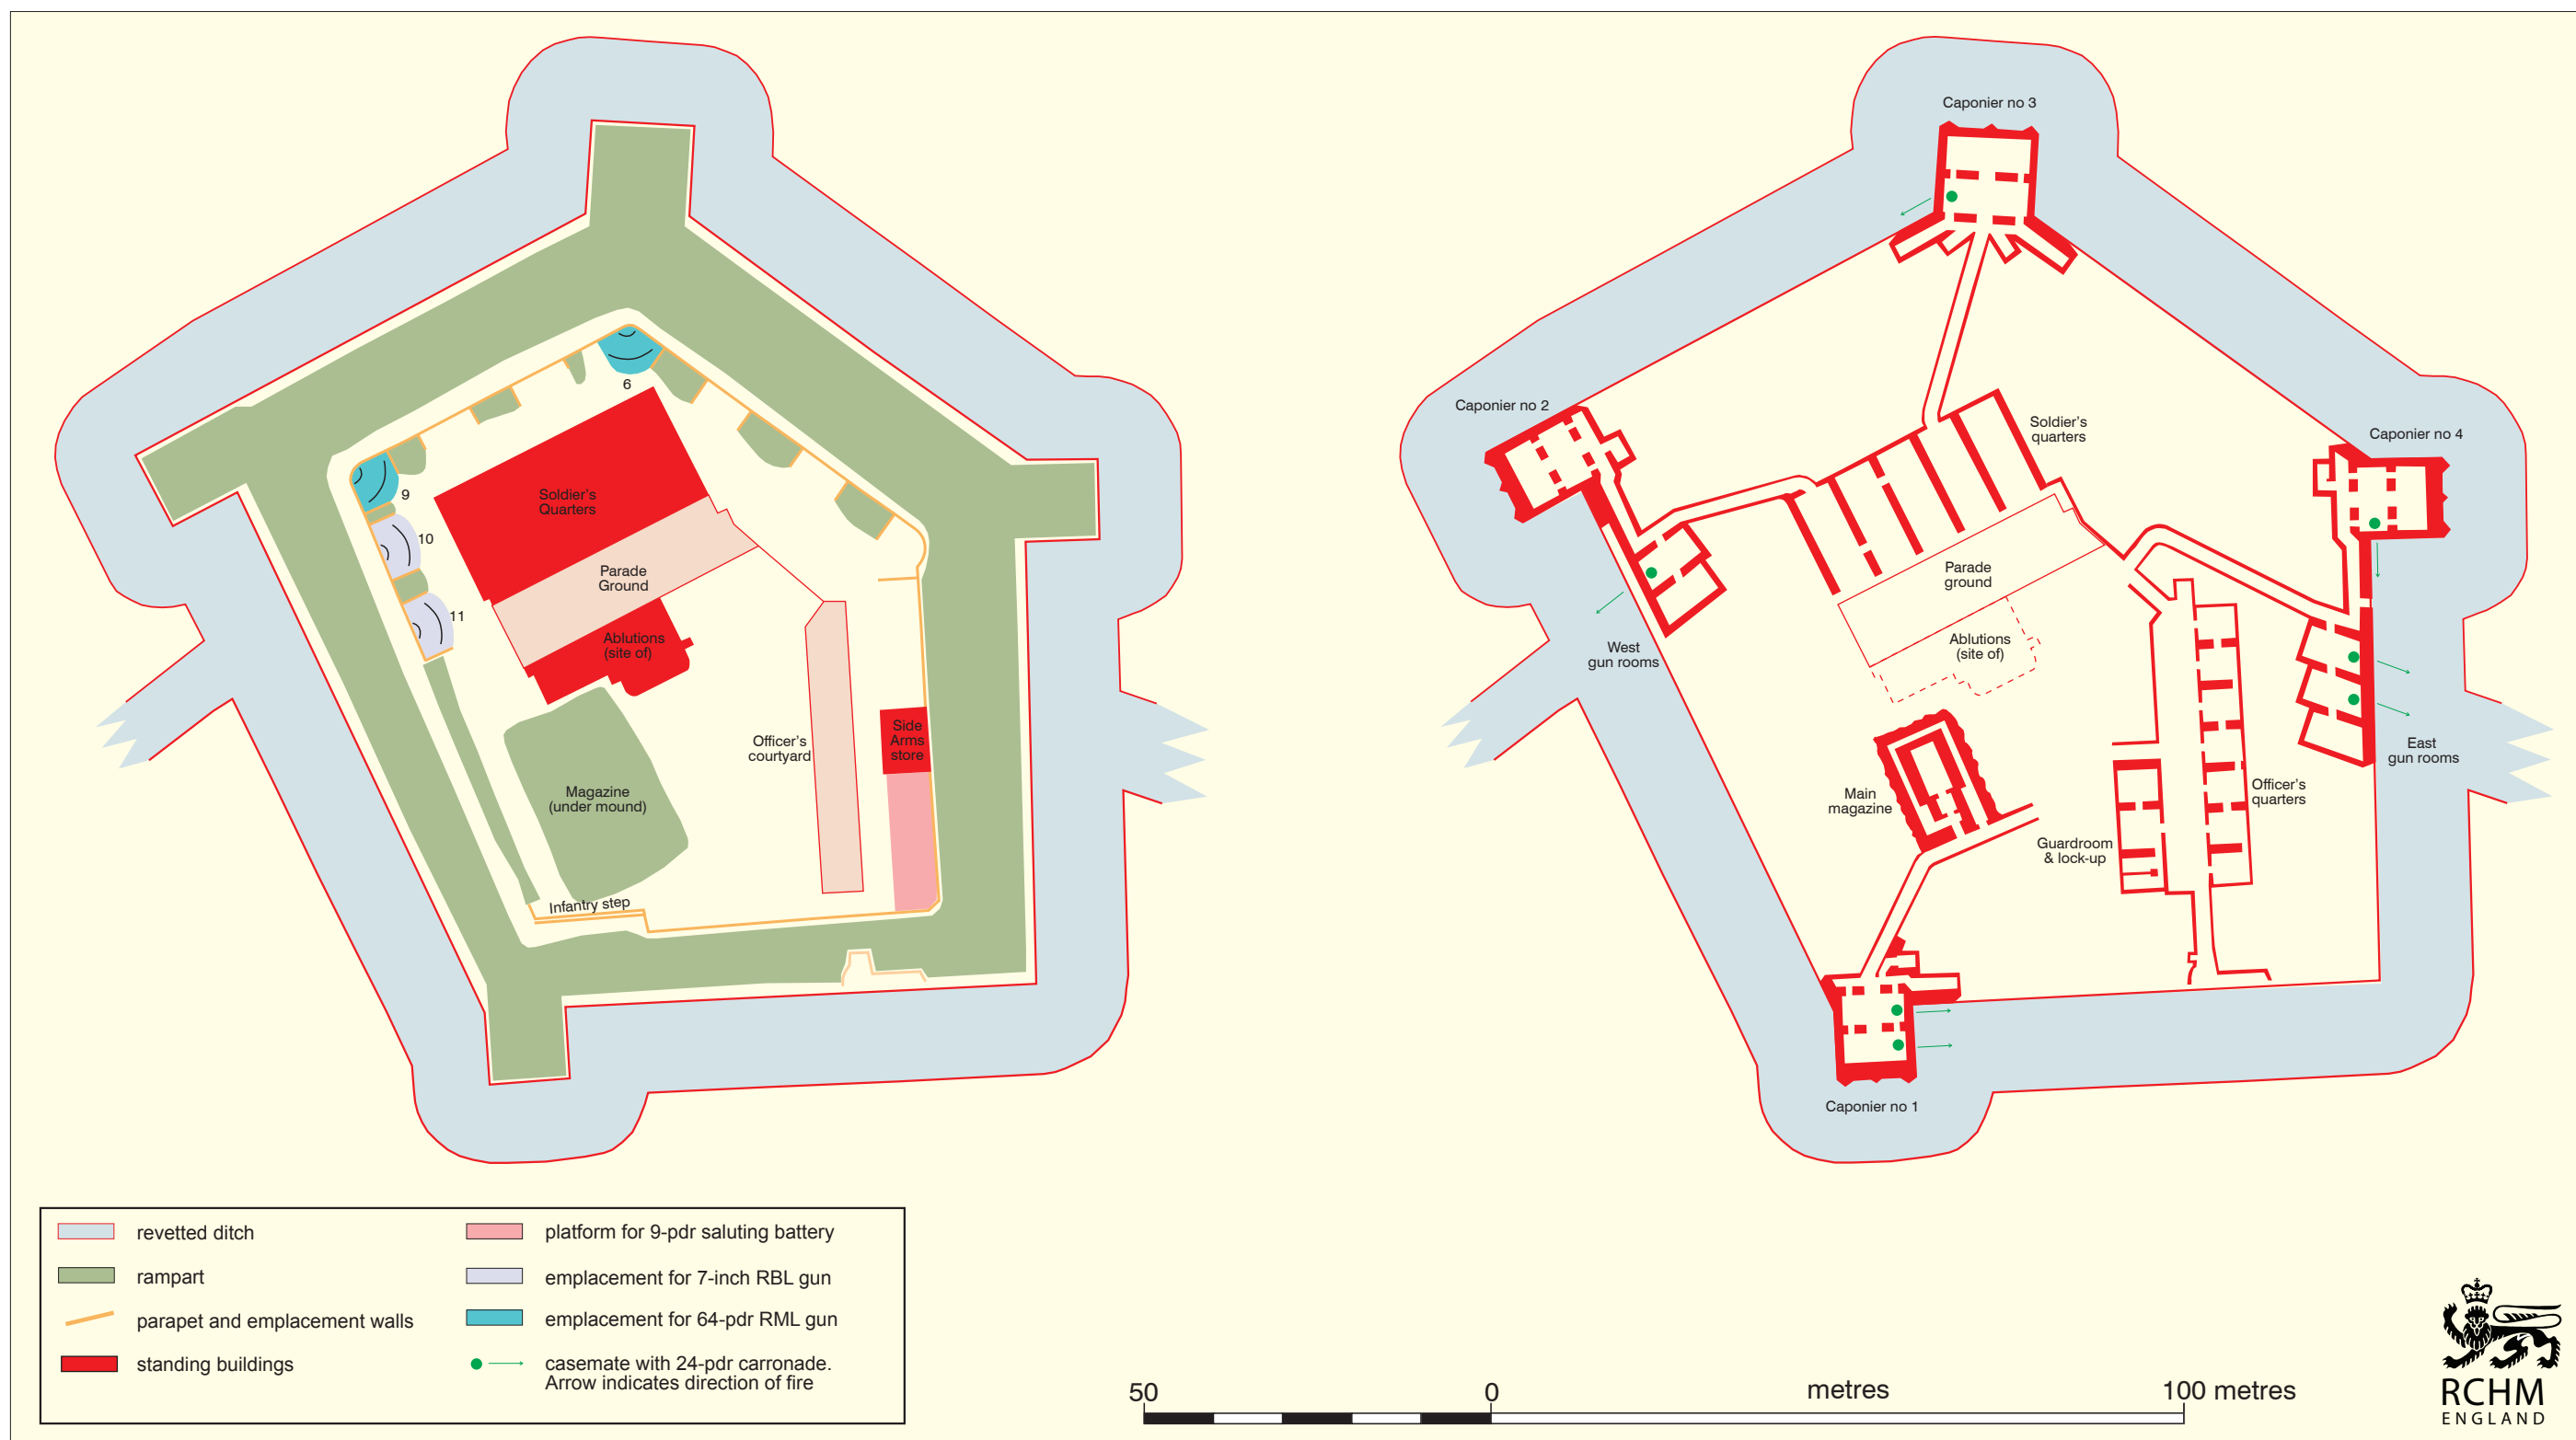 6
9
10
11
Soldier's
Quarters
Parade
Ground
Ablutions
(site of)
Officer's
courtyard
Side
Arms
store
Magazine
(under mound)
Infantry step
Caponier no 3
Caponier no 2
Soldier's
quarters
Caponier no 4
Parade
ground
West
gun rooms
Ablutions
(site of)
East
gun rooms
Main
magazine
Officer's
quarters
Guardroom
& lock-up
Caponier no 1
revetted ditch
rampart
parapet and emplacement walls
standing buildings
platform for 9-pdr saluting battery
emplacement for 7-inch RBL gun
emplacement for 64-pdr RML gun
casemate with 24-pdr carronade.
Arrow indicates direction of fire
50 0 metres 100 metres
RCHM
ENGLAND